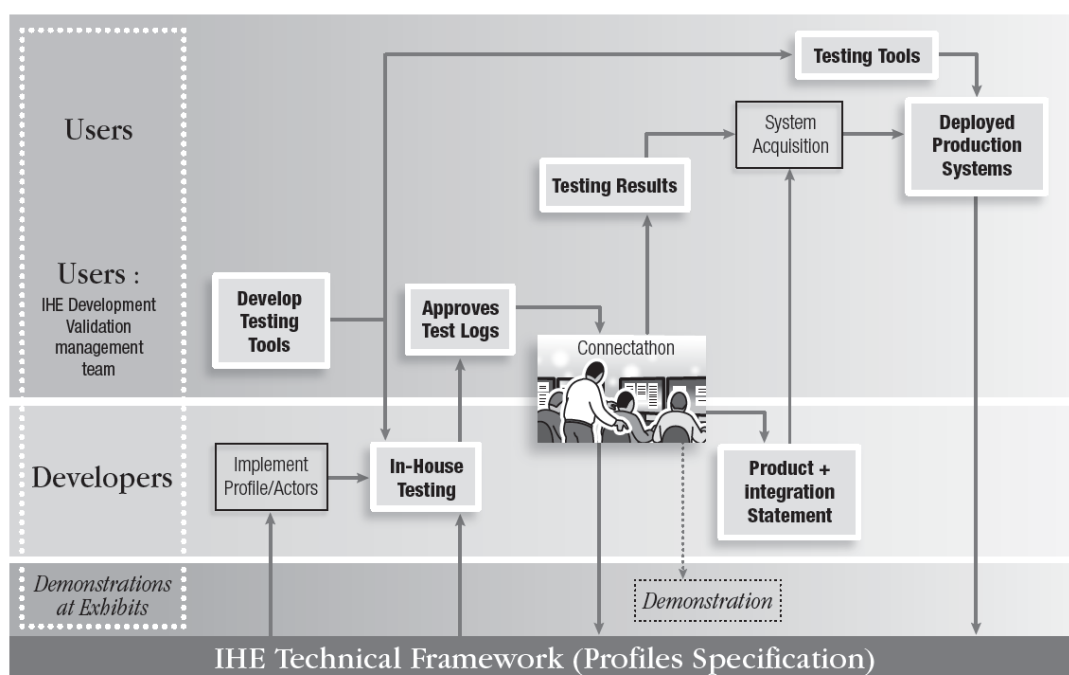 Testing Tools
Users
System
Acquisition
Deployed
Production
Systems
Testing Results
Users :
IHE Development
Validation
management
team
Develop
Testing
Tools
Approves
Test Logs
Connectathon
Developers
Implement
Profile/Actors
In-House
Testing
Product +
integration
Statement
Demonstrations
at Exhibits
Demonstration
IHE Technical Framework (Profiles Specification)